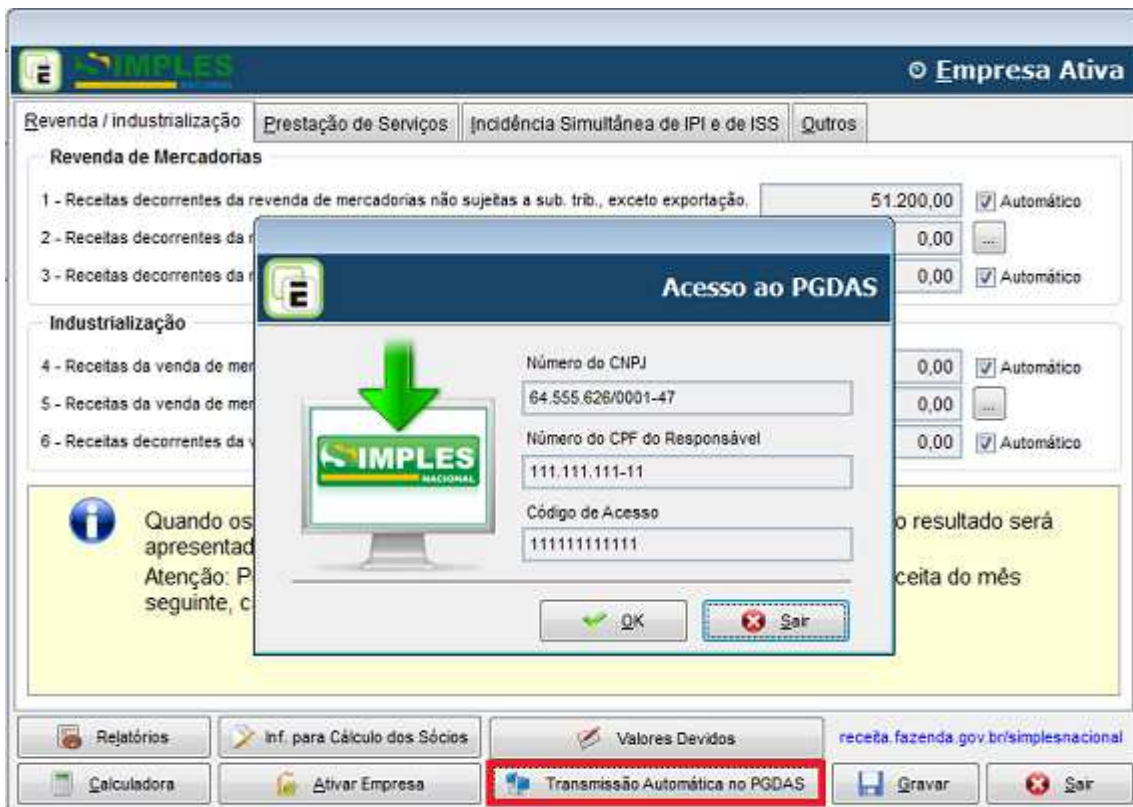 E SIMPLES Empresa Ativa
Revenda / industrialização Prestação de Serviços Incidência Simultânea de IPI e de ISS Outros
Revenda de Mercadorias
1 - Receitas decorrentes da revenda de mercadorias não sujeitas a sub. trib., exceto exportação. 51.200,00 Automático
2 - Receitas decorrentes da r 0,00 ...
3 - Receitas decorrentes da r 0,00 Automático
Industrialização
4 - Receitas da venda de mer 0,00 Automático
5 - Receitas da venda de mer 0,00 ...
6 - Receitas decorrentes da v 0,00 Automático
E Acesso ao PGDAS
SIMPLES
NACIONAL
Número do CNPJ
64.555.626/0001-47
Número do CPF do Responsável
111.111.111-11
Código de Acesso
111111111111
OK Sair
Quando os o resultado será
apresentad
Atenção: P ceita do mês
seguinte, c
Relatórios Inf. para Cálculo dos Sócios Valores Devidos receita.fazenda.gov.br/simplesnacional
Calculadora Ativar Empresa Transmissão Automática no PGDAS Gravar Sair